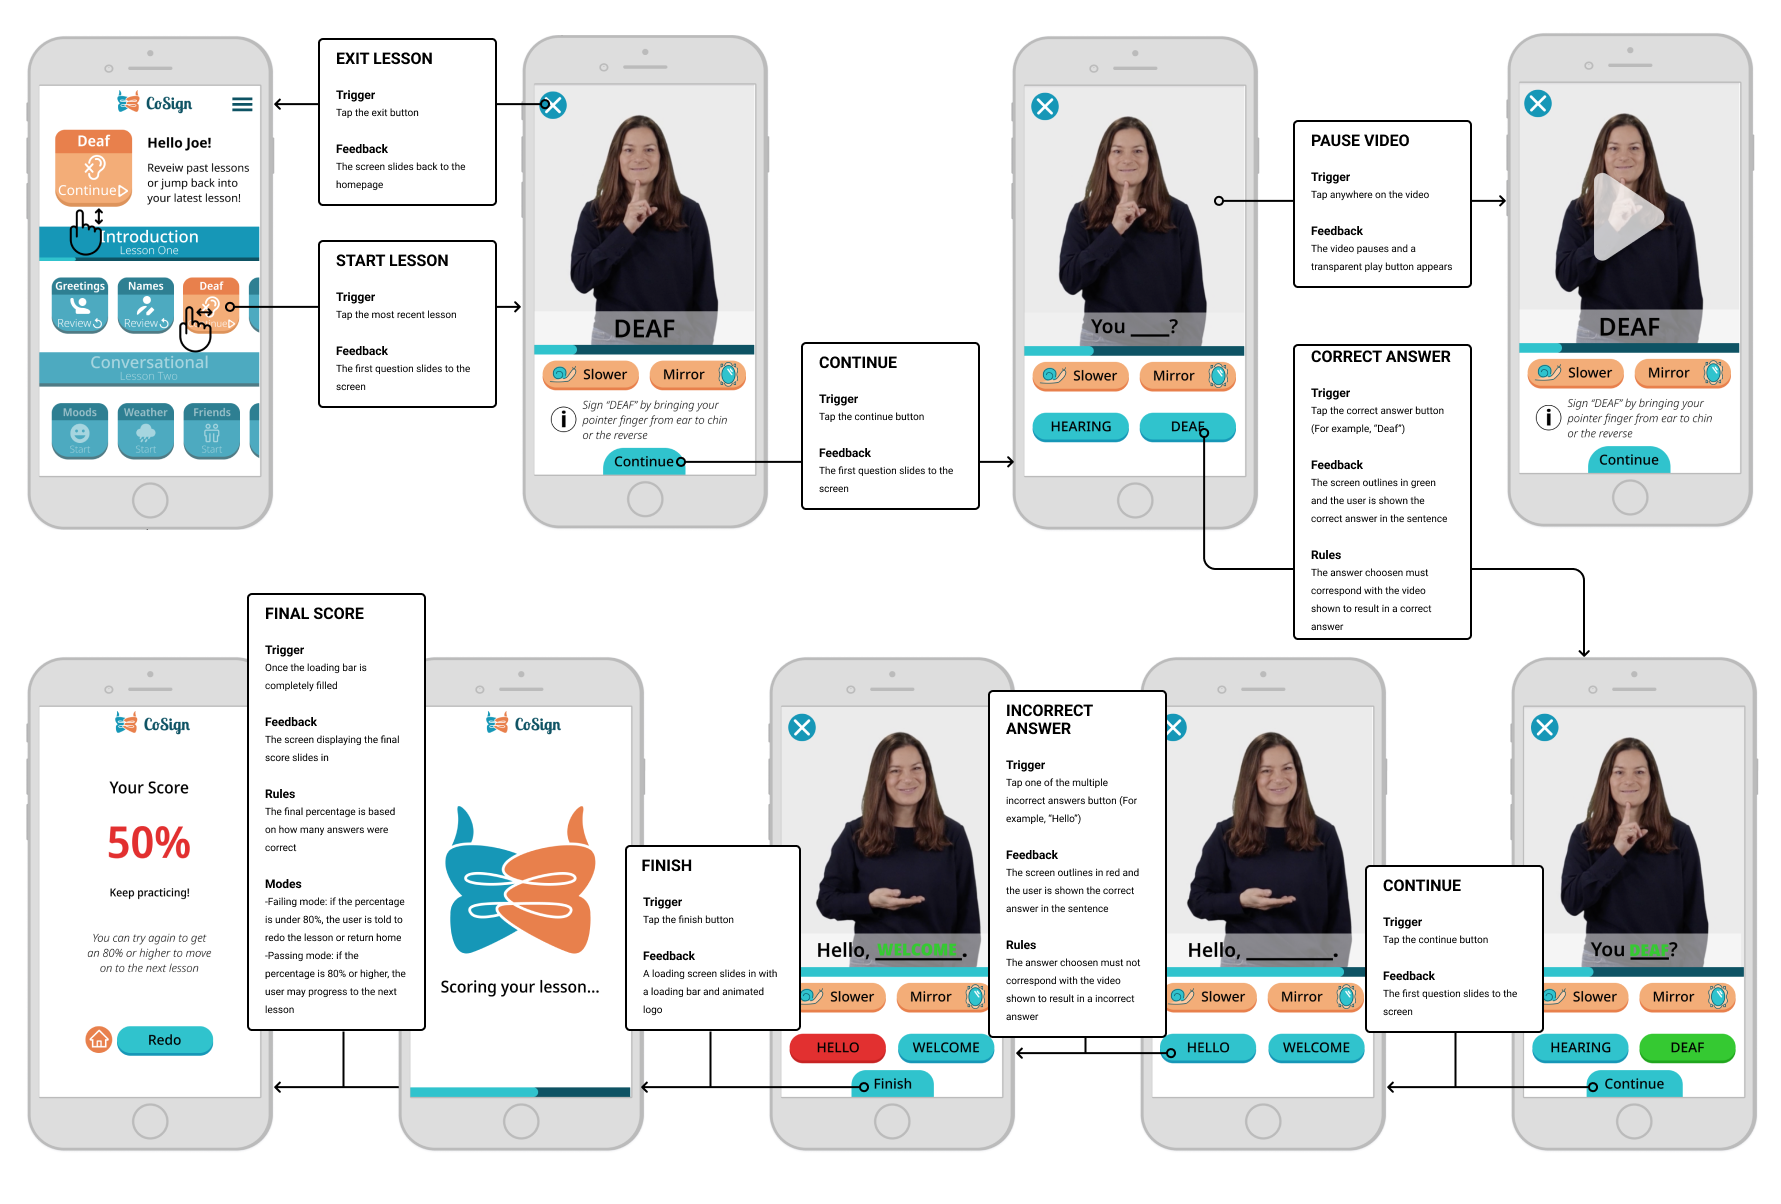 CoSign
Deaf
Continue
Hello Joe!
Reveiw past lessons
or jump back into
your latest lesson!
Introduction
Lesson One
Greetings
Review
Names
Review
Deaf
Conversational
Lesson Two
Moods
Start
Weather
Start
Friends
Start
EXIT LESSON
Trigger
Tap the exit button
Feedback
The screen slides back to the
homepage
START LESSON
Trigger
Tap the most recent lesson
Feedback
The first question slides to the
screen
DEAF
Slower
Mirror
i
Sign “DEAF” by bringing your
pointer finger from ear to chin
or the reverse
Continue
CONTINUE
Trigger
Tap the continue button
Feedback
The first question slides to the
screen
You ____?
Slower
Mirror
HEARING
DEAF
PAUSE VIDEO
Trigger
Tap anywhere on the video
Feedback
The video pauses and a
transparent play button appears
CORRECT ANSWER
Trigger
Tap the correct answer button
(For example, “Deaf”)
Feedback
The screen outlines in green
and the user is shown the
correct answer in the sentence
Rules
The answer choosen must
correspond with the video
shown to result in a correct
answer
DEAF
Slower
Mirror
i
Sign “DEAF” by bringing your
pointer finger from ear to chin
or the reverse
Continue
CoSign
Your Score
50%
Keep practicing!
You can try again to get
an 80% or higher to move
on to the next lesson
Redo
FINAL SCORE
Trigger
Once the loading bar is
completely filled
Feedback
The screen displaying the final
score slides in
Rules
The final percentage is based
on how many answers were
correct
Modes
-Failing mode: if the percentage
is under 80%, the user is told to
redo the lesson or return home
-Passing mode: if the
percentage is 80% or higher, the
user may progress to the next
lesson
CoSign
Scoring your lesson...
FINISH
Trigger
Tap the finish button
Feedback
A loading screen slides in with
a loading bar and animated
logo
Hello, WELCOME.
Slower
Mirror
HELLO
WELCOME
Finish
INCORRECT
ANSWER
Trigger
Tap one of the multiple
incorrect answers button (For
example, “Hello”)
Feedback
The screen outlines in red and
the user is shown the correct
answer in the sentence
Rules
The answer choosen must not
correspond with the video
shown to result in a incorrect
answer
Hello, ________.
Slower
Mirror
HELLO
WELCOME
CONTINUE
Trigger
Tap the continue button
Feedback
The first question slides to the
screen
You DEAF?
Slower
Mirror
HEARING
DEAF
Continue